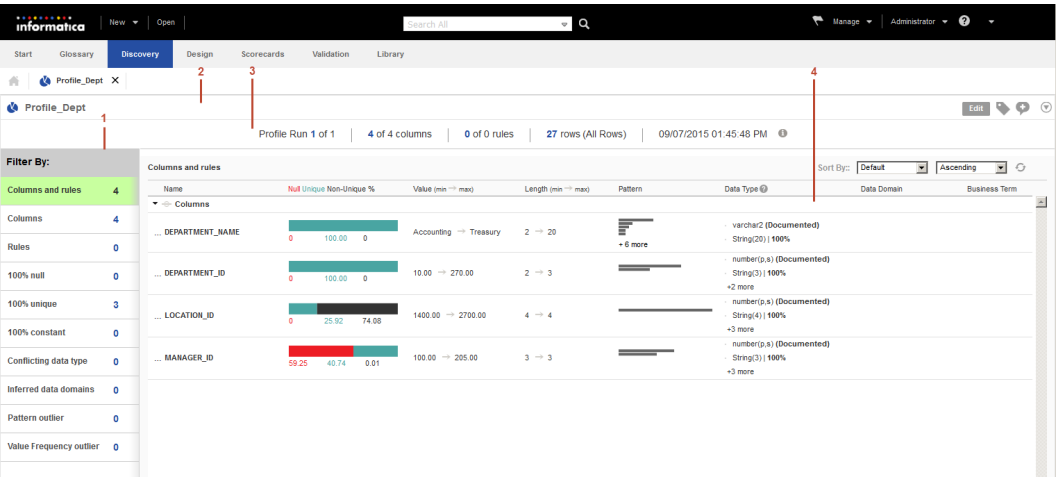 informatica New Open Search All Manage Administrator ?
Start Glossary Discovery Design Scorecards Validation Library
2 3 4
Profile_Dept X
Profile_Dept Edit
1
Profile Run 1 of 1 4 of 4 columns 0 of 0 rules 27 rows (All Rows) 09/07/2015 01:45:48 PM
Filter By:
Columns and rules 4
Columns 4
Rules 0
100% null 0
100% unique 3
100% constant 0
Conflicting data type 0
Inferred data domains 0
Pattern outlier 0
Value Frequency outlier 0
Columns and rules Sort By:: Default Ascending
Name Null Unique Non-Unique % Value (min → max) Length (min → max) Pattern Data Type ? Data Domain Business Term
Columns
... DEPARTMENT_NAME 0 100.00 0 Accounting → Treasury 2 → 20 + 6 more varchar2 (Documented)
String(20) | 100%
... DEPARTMENT_ID 0 100.00 0 10.00 → 270.00 2 → 3 number(p,s) (Documented)
String(3) | 100%
+2 more
... LOCATION_ID 0 25.92 74.08 1400.00 → 2700.00 4 → 4 number(p,s) (Documented)
String(4) | 100%
+3 more
... MANAGER_ID 59.25 40.74 0.01 100.00 → 205.00 3 → 3 number(p,s) (Documented)
String(3) | 100%
+3 more